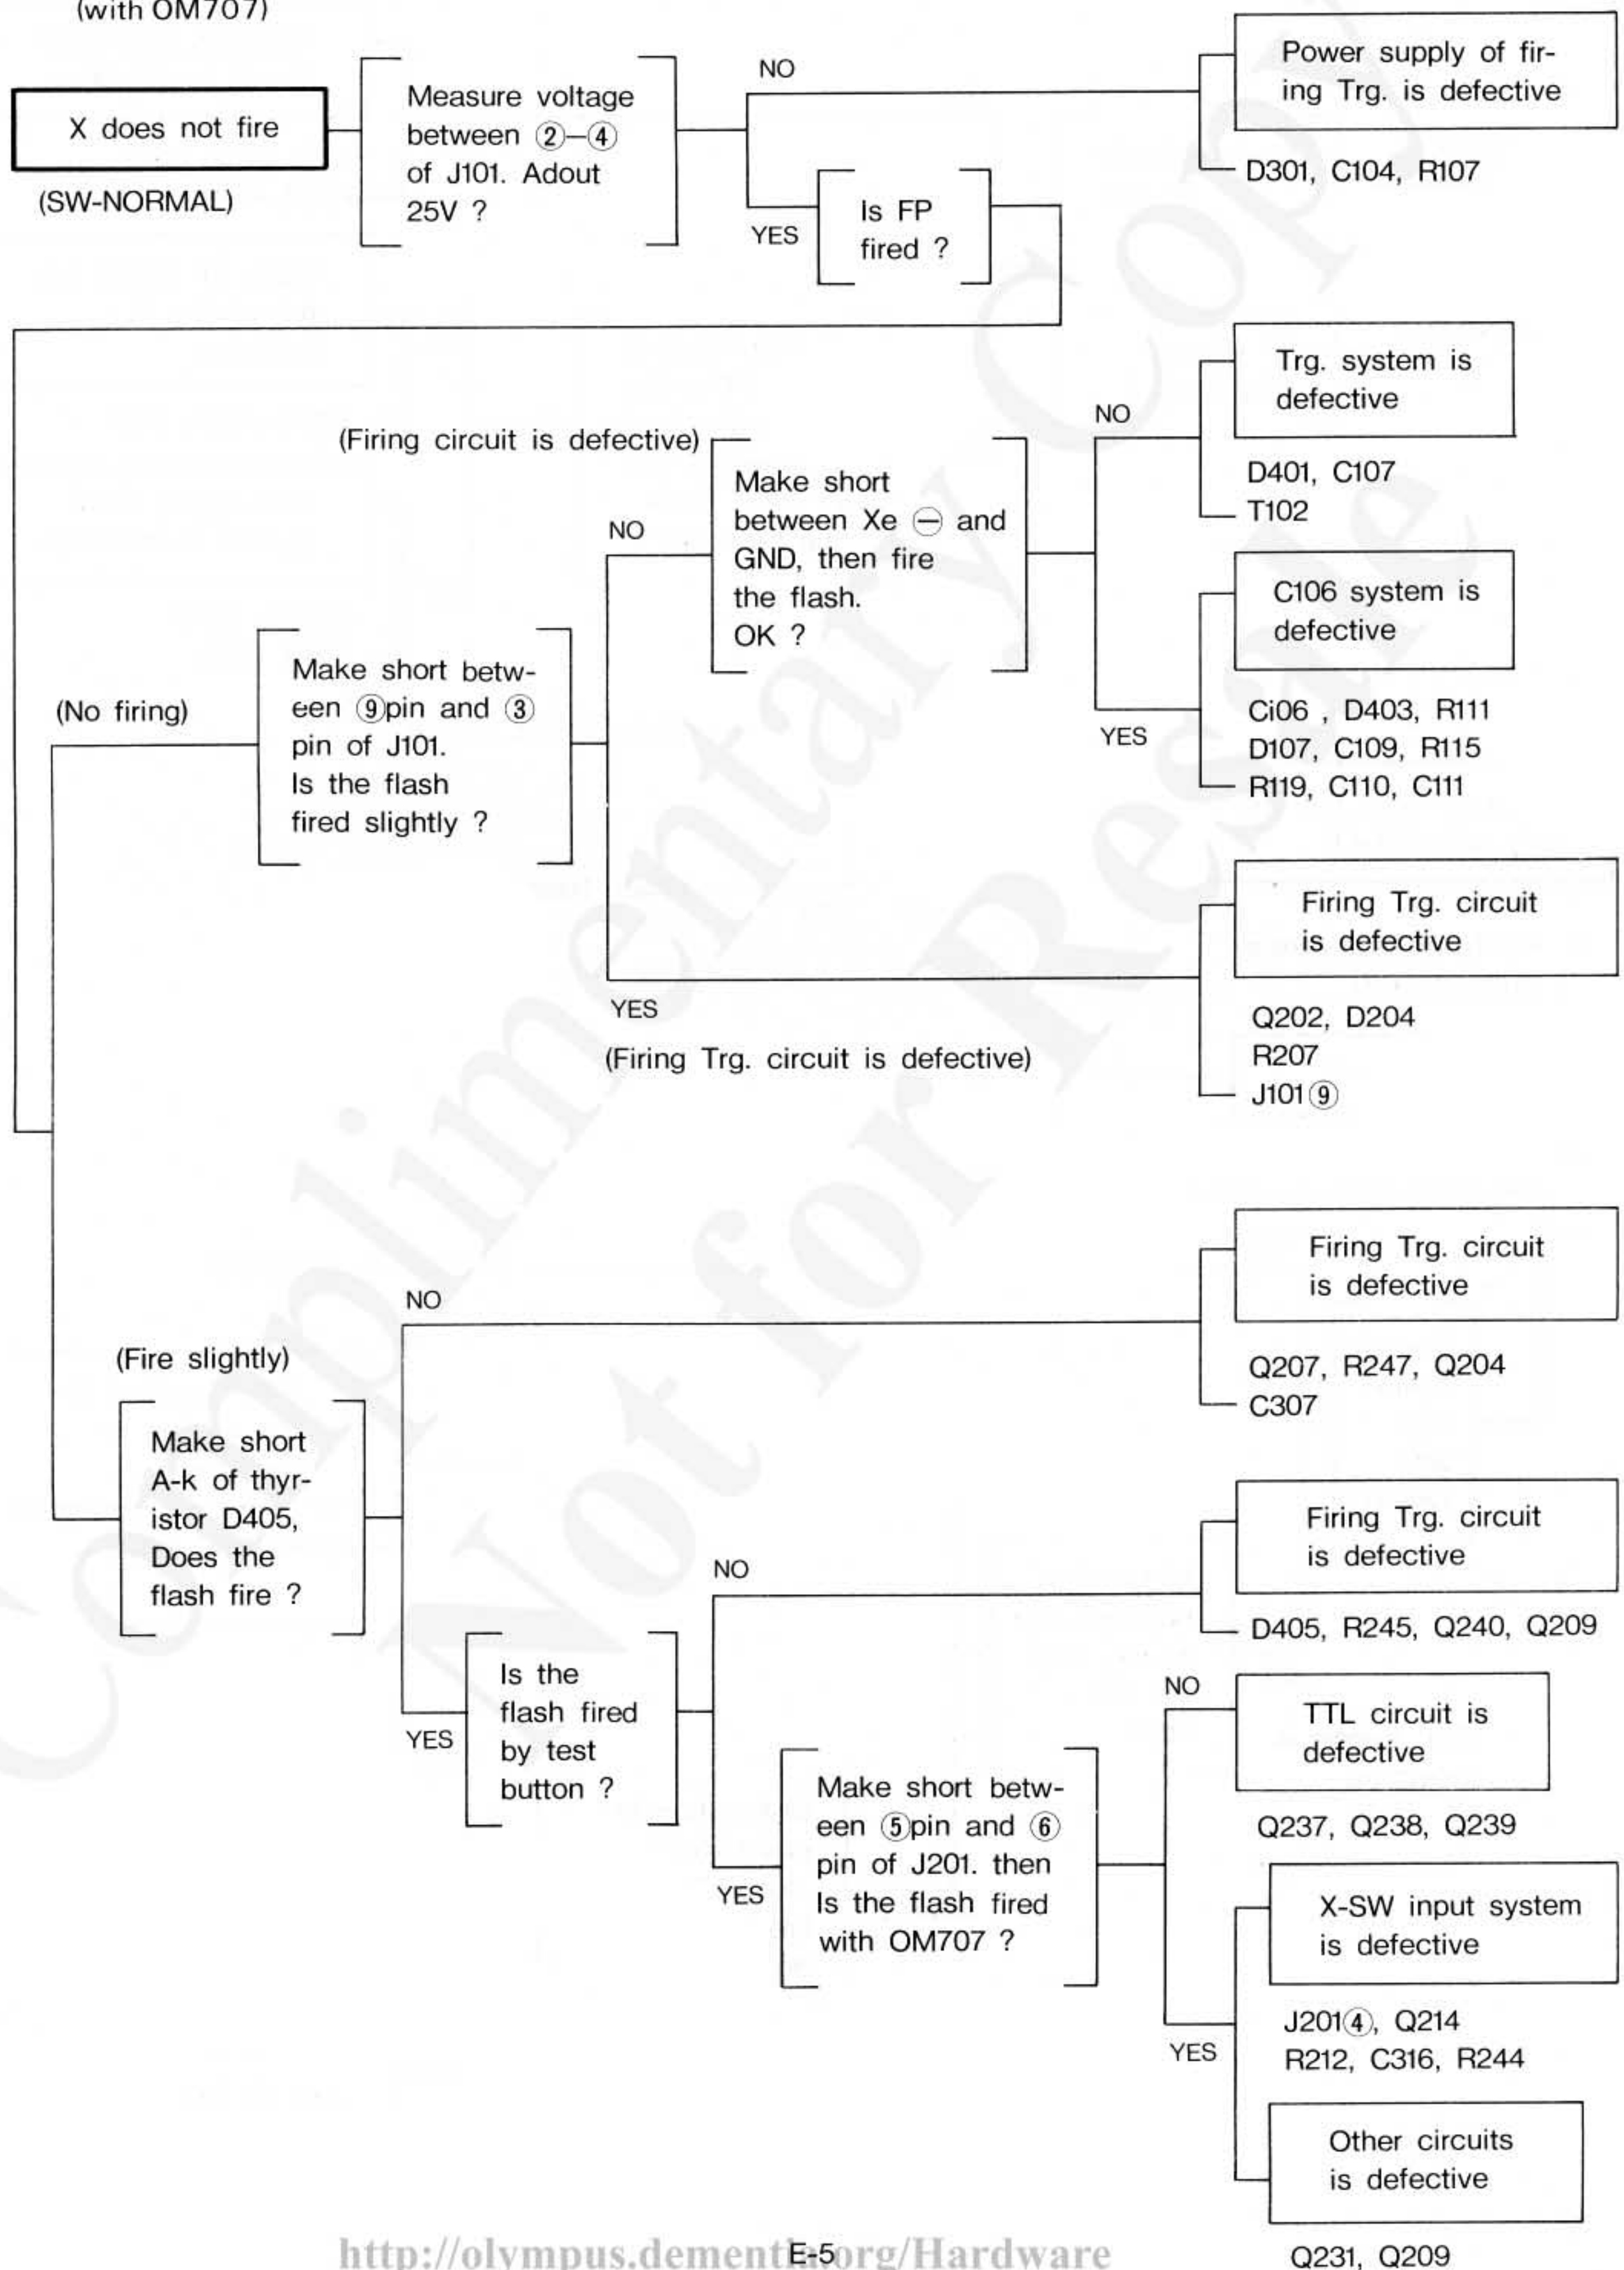 (with OM707)
X does not fire
(SW-NORMAL)
Measure voltage
between ②–④
of J101. Adout
25V ?
NO
Power supply of fir-
ing Trg. is defective
D301, C104, R107
YES
Is FP
fired ?
(Firing circuit is defective)
NO
Make short
between Xe ⊖ and
GND, then fire
the flash.
OK ?
NO
Trg. system is
defective
D401, C107
T102
C106 system is
defective
YES
Ci06 , D403, R111
D107, C109, R115
R119, C110, C111
(No firing)
Make short betw-
een ⑨pin and ③
pin of J101.
Is the flash
fired slightly ?
Firing Trg. circuit
is defective
YES
(Firing Trg. circuit is defective)
Q202, D204
R207
J101⑨
Firing Trg. circuit
is defective
NO
Q207, R247, Q204
C307
(Fire slightly)
Make short
A-k of thyr-
istor D405,
Does the
flash fire ?
NO
Firing Trg. circuit
is defective
D405, R245, Q240, Q209
YES
Is the
flash fired
by test
button ?
NO
TTL circuit is
defective
Q237, Q238, Q239
YES
Make short betw-
een ⑤pin and ⑥
pin of J201. then
Is the flash fired
with OM707 ?
X-SW input system
is defective
YES
J201④, Q214
R212, C316, R244
Other circuits
is defective
Q231, Q209
E-5
http://olympus.dementia.org/Hardware
Complimentary Copy
Not for Resale